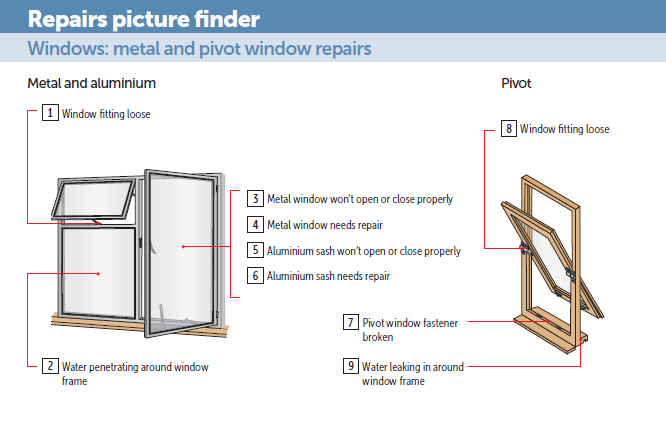 Repairs picture finder
Windows: metal and pivot window repairs
Metal and aluminium
Pivot
1 Window fitting loose
8 Window fitting loose
3 Metal window won't open or close properly
4 Metal window needs repair
5 Aluminium sash won't open or close properly
6 Aluminium sash needs repair
7 Pivot window fastener
broken
2 Water penetrating around window
frame
9 Water leaking in around
window frame